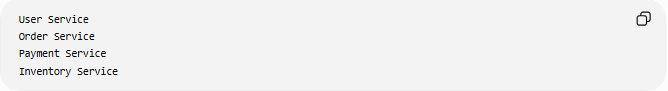 User Service
Order Service
Payment Service
Inventory Service